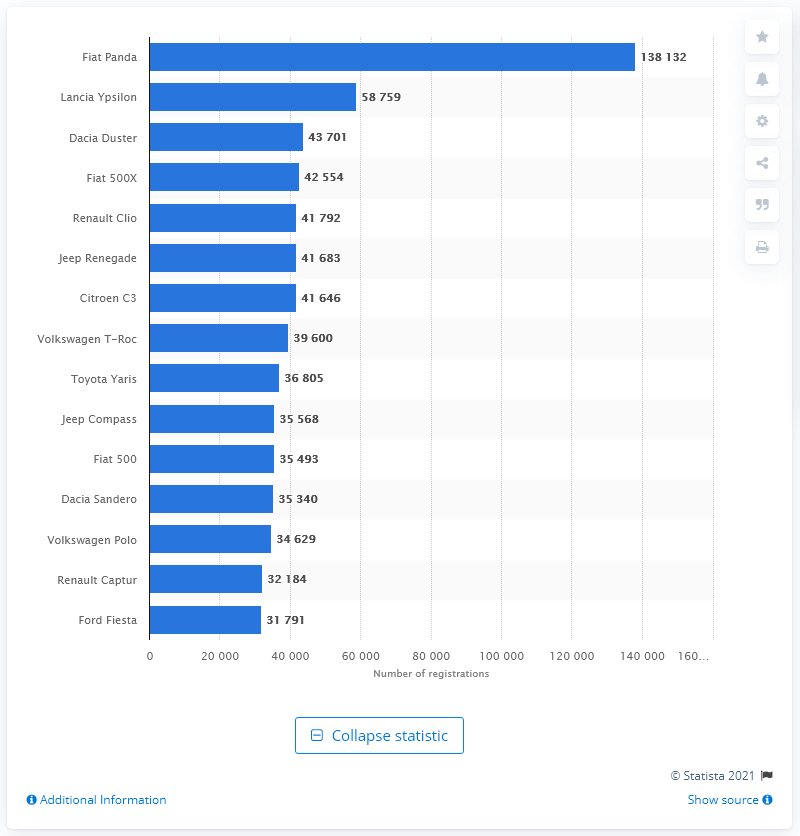 Fiat Panda 138 132
Lancia Ypsilon 58 759
Dacia Duster 43 701
Fiat 500X 42 554
Renault Clio 41 792
Jeep Renegade 41 683
Citroen C3 41 646
Volkswagen T-Roc 39 600
Toyota Yaris 36 805
Jeep Compass 35 568
Fiat 500 35 493
Dacia Sandero 35 340
Volkswagen Polo 34 629
Renault Captur 32 184
Ford Fiesta 31 791
0 20 000 40 000 60 000 80 000 100 000 120 000 140 000 160…
Number of registrations
Collapse statistic
© Statista 2021
Additional Information Show source